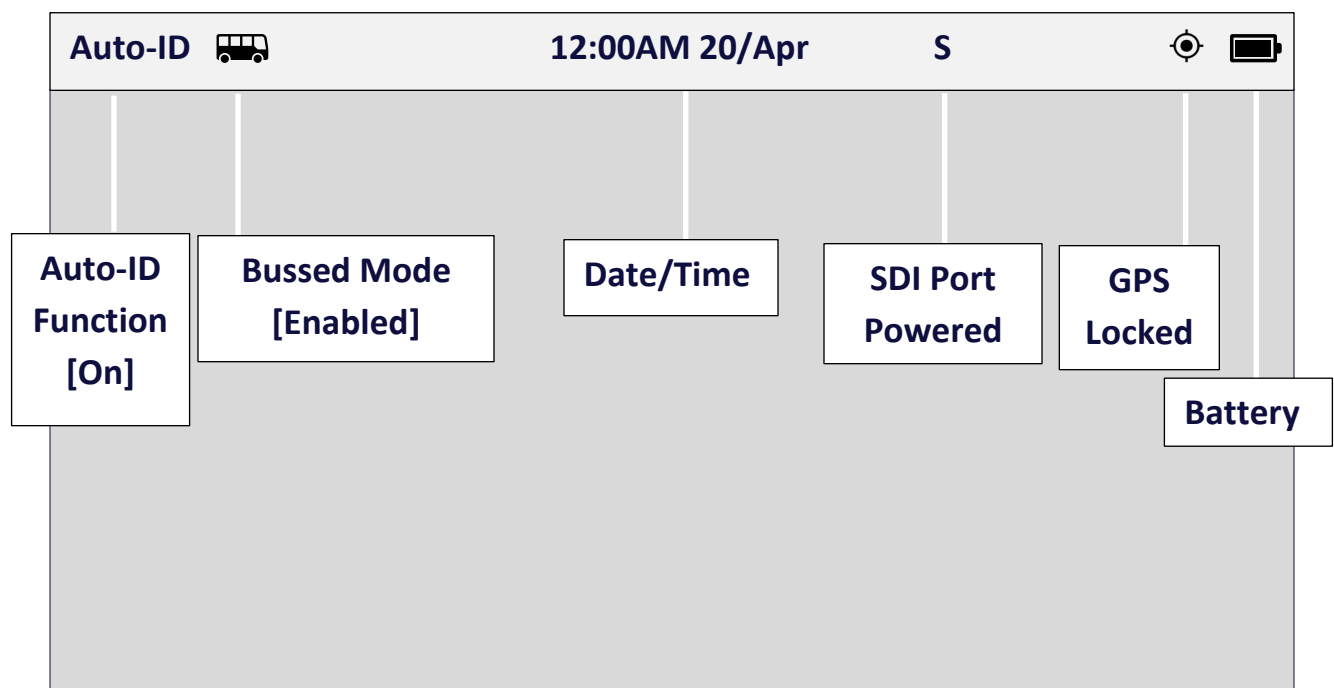 Auto-ID 12:00AM 20/Apr S
Auto-ID
Function
[On]
Bussed Mode
[Enabled]
Date/Time
SDI Port
Powered
GPS
Locked
Battery